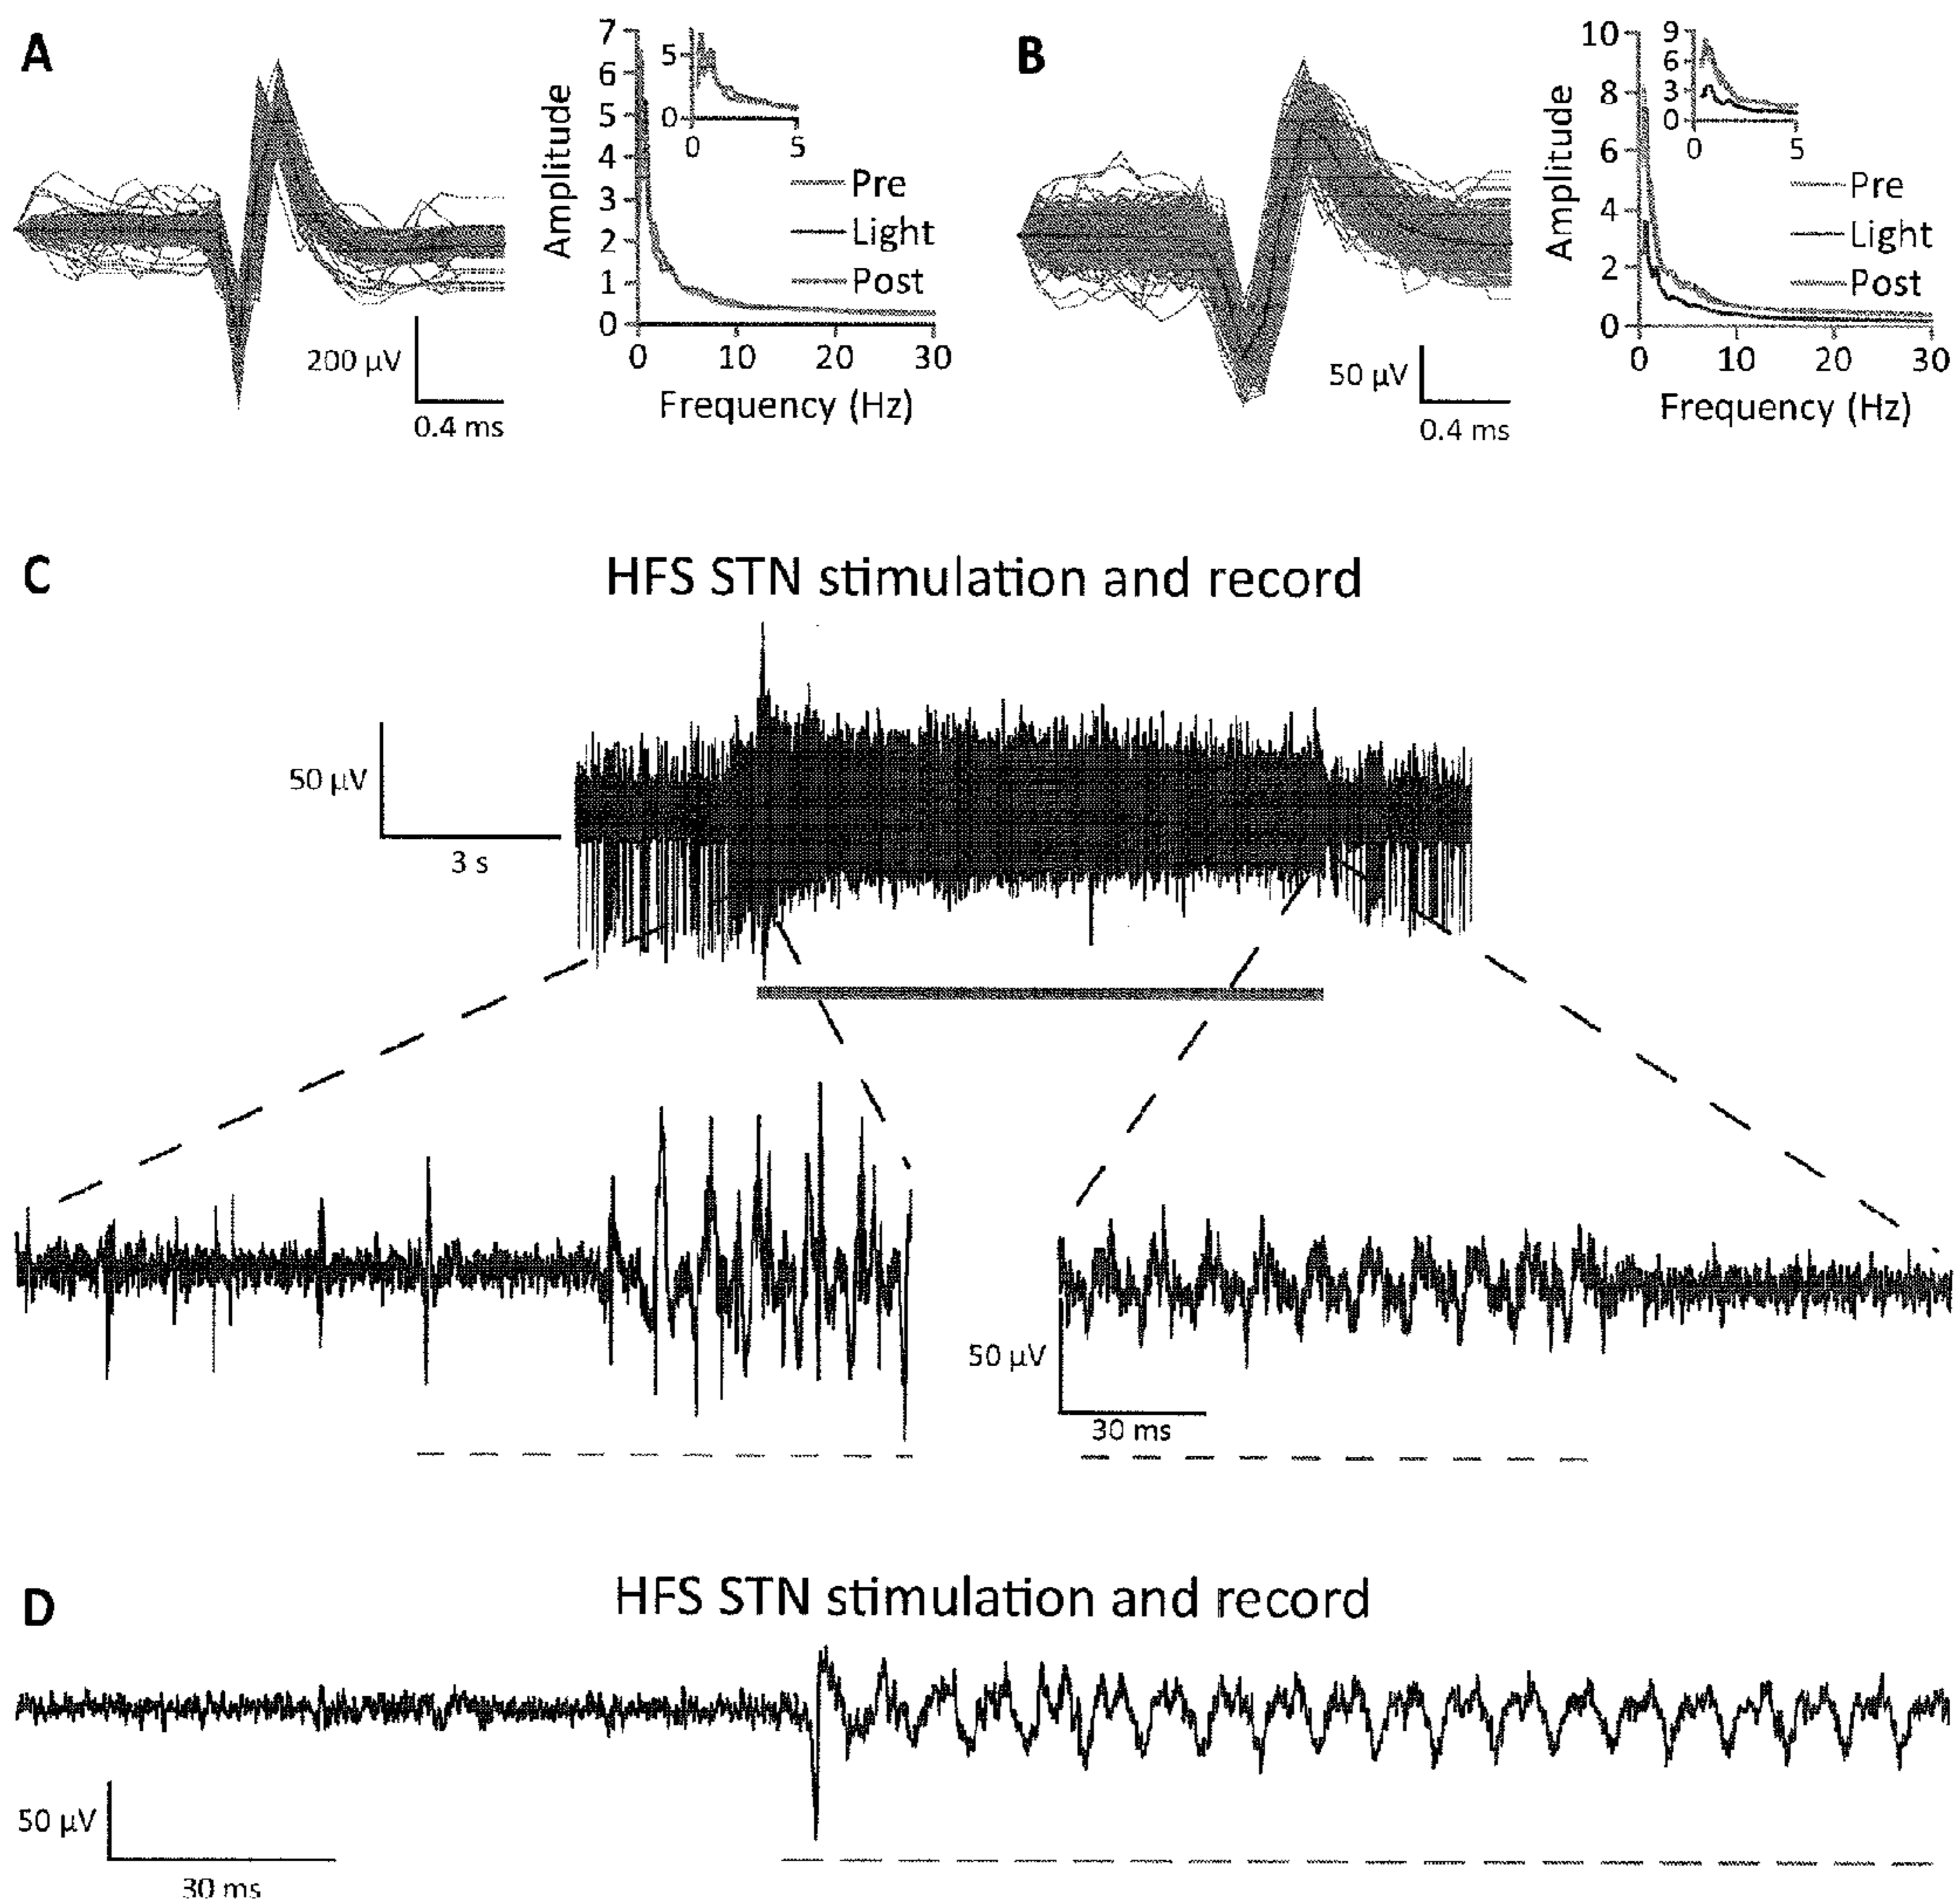 A
200 µV
0.4 ms
Amplitude
7
6
5
4
3
2
1
0
0 10 20 30
Frequency (Hz)
5
0
0 5
Pre
Light
Post
B
50 µV
0.4 ms
Amplitude
10
8
6
4
2
0
0 10 20 30
Frequency (Hz)
9
6
3
0
0 5
Pre
Light
Post
C
HFS STN stimulation and record
50 µV
3 s
50 µV
30 ms
D
HFS STN stimulation and record
50 µV
30 ms